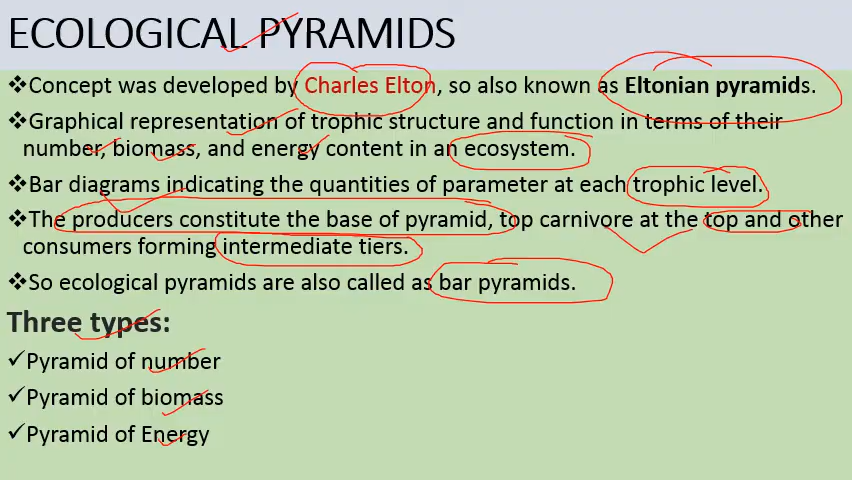 ECOLOGICAL PYRAMIDS
❖Concept was developed by Charles Elton, so also known as Eltonian pyramids.
❖Graphical representation of trophic structure and function in terms of their
number, biomass, and energy content in an ecosystem.
❖Bar diagrams indicating the quantities of parameter at each trophic level.
❖The producers constitute the base of pyramid, top carnivore at the top and other
consumers forming intermediate tiers.
❖So ecological pyramids are also called as bar pyramids.
Three types:
✓Pyramid of number
✓Pyramid of biomass
✓Pyramid of Energy